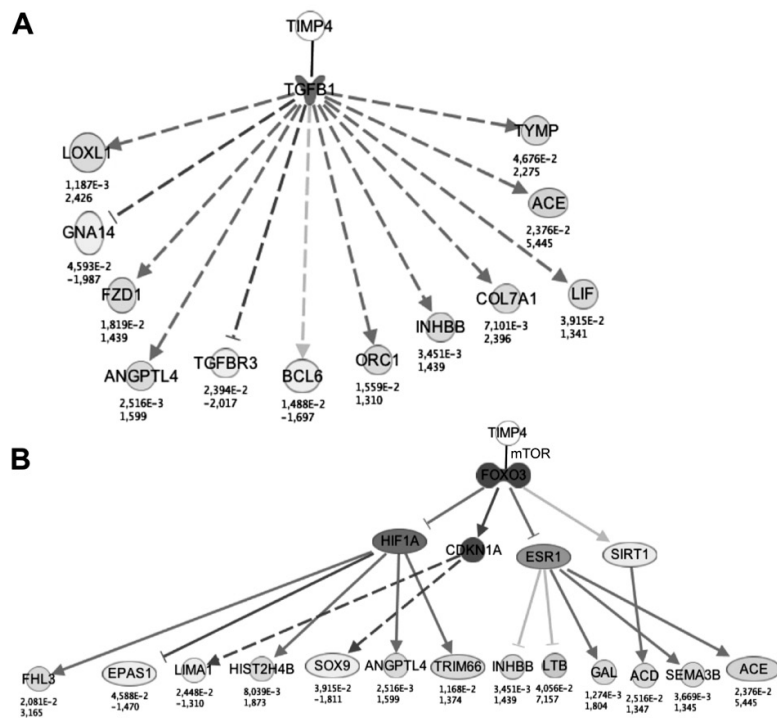 A
TIMP4
TGFB1
LOXL1
1,187E-3
2,426
GNA14
4,593E-2
-1,987
FZD1
1,819E-2
1,439
ANGPTL4
2,516E-3
1,599
TGFBR3
2,394E-2
-2,017
BCL6
1,488E-2
-1,697
ORC1
1,559E-2
1,310
INHBB
3,451E-3
1,439
COL7A1
7,101E-3
2,396
LIF
3,915E-2
1,341
ACE
2,376E-2
5,445
TYMP
4,676E-2
2,275
B
TIMP4
mTOR
FOXO3
HIF1A
CDKN1A
ESR1
SIRT1
FHL3
2,081E-2
3,165
EPAS1
4,588E-2
-1,470
LIMA1
2,448E-2
-1,310
HIST2H4B
8,039E-3
1,873
SOX9
3,915E-2
-1,811
ANGPTL4
2,516E-3
1,599
TRIM66
1,168E-2
1,374
INHBB
3,451E-3
1,439
LTB
4,056E-2
7,157
GAL
1,274E-3
1,804
ACD
2,516E-2
1,347
SEMA3B
3,669E-3
1,345
ACE
2,376E-2
5,445